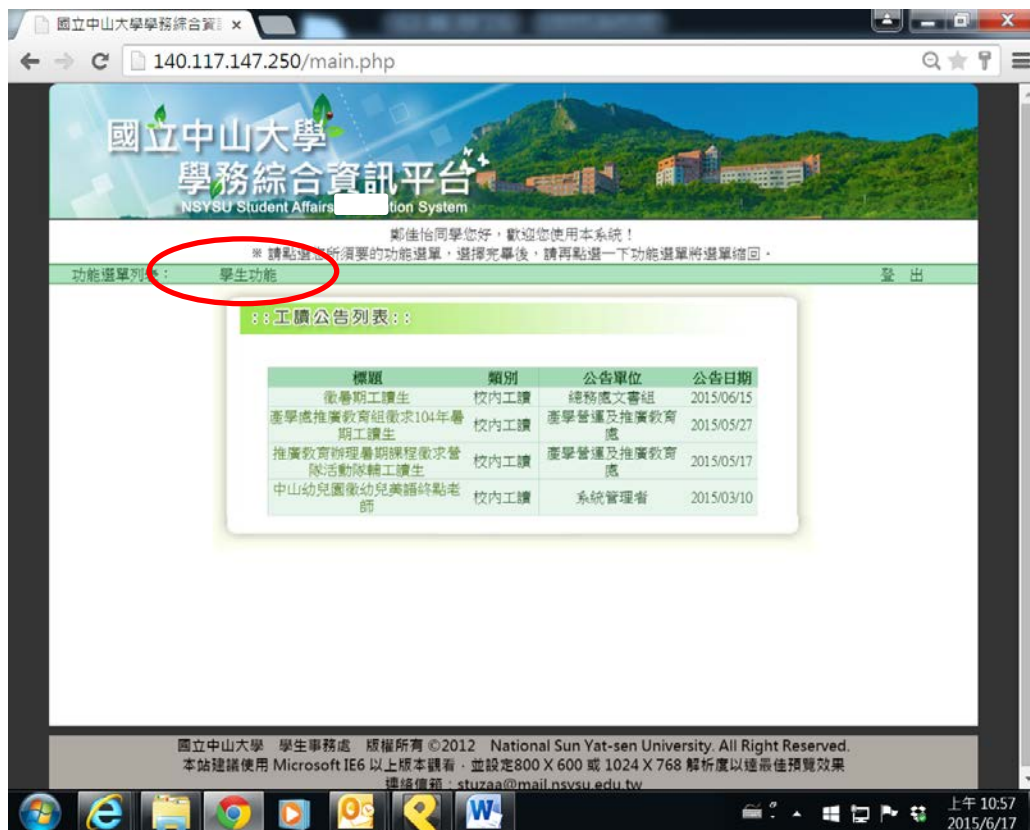 國立中山大學學務綜合資
140.117.147.250/main.php
國立中山大學
學務綜合資訊平台
NSYSU Student Affairs tion System
鄭佳怡同學您好，歡迎您使用本系統！
※ 請點選您所須要的功能選單，選擇完畢後，請再點選一下功能選單將選單縮回。
功能選單列 學生功能 登 出
::工讀公告列表::
標題 類別 公告單位 公告日期
徵暑期工讀生 校內工讀 總務處文書組 2015/06/15
產學處推廣教育組徵求104年暑期工讀生 校內工讀 產學營運及推廣教育處 2015/05/27
推廣教育辦理暑期課程徵求營隊活動隊輔工讀生 校內工讀 產學營運及推廣教育處 2015/05/17
中山幼兒園徵幼兒美語終點老師 校內工讀 系統管理者 2015/03/10
國立中山大學 學生事務處 版權所有 ©2012 National Sun Yat-sen University. All Right Reserved.
本站建議使用 Microsoft IE6 以上版本觀看，並設定800 X 600 或 1024 X 768 解析度以達最佳預覽效果
連絡信箱：stuzaa@mail.nsysu.edu.tw
上午 10:57
2015/6/17